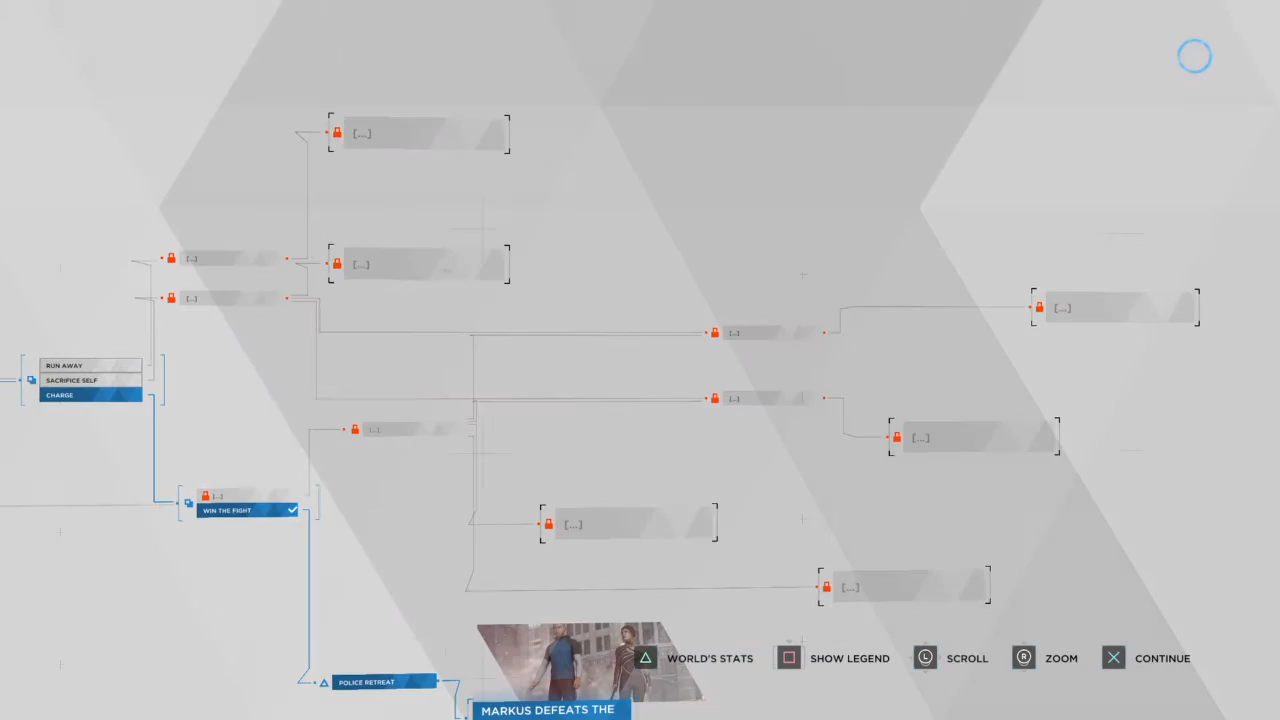 [...]
[...]
[...]
[...]
[...]
[...]
RUN AWAY
SACRIFICE SELF
CHARGE
[...]
[...]
[...]
[...]
WIN THE FIGHT
[...]
[...]
WORLD'S STATS
SHOW LEGEND
L
SCROLL
R
ZOOM
CONTINUE
POLICE RETREAT
MARKUS DEFEATS THE